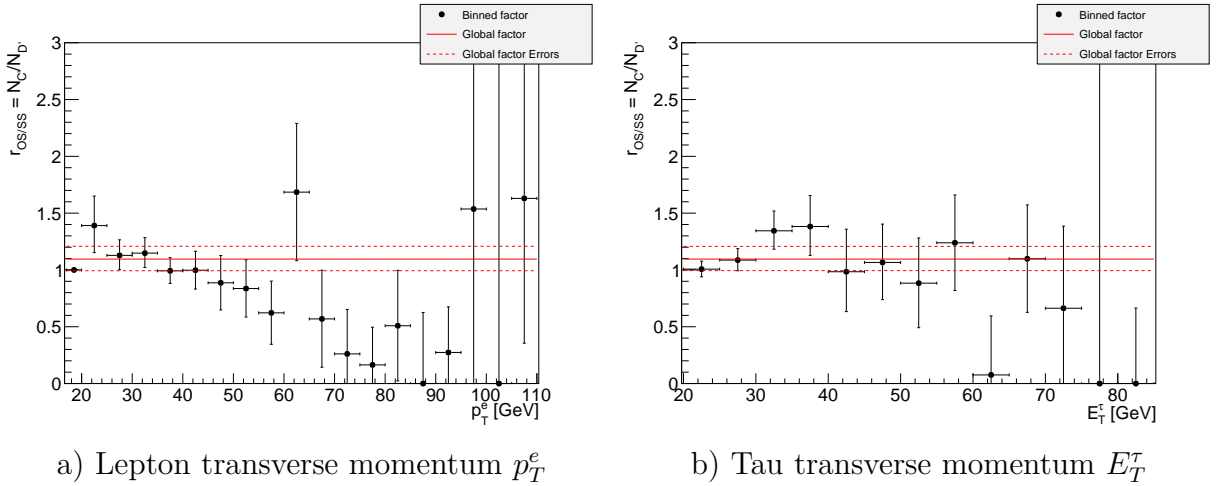 Binned factor
Global factor
Global factor Errors
r_OS/SS = N_C'/N_D'
3
2.5
2
1.5
1
0.5
0
20 30 40 50 60 70 80 90 100 110
p_T^e [GeV]
a) Lepton transverse momentum p_T^e
Binned factor
Global factor
Global factor Errors
r_OS/SS = N_C'/N_D'
3
2.5
2
1.5
1
0.5
0
20 30 40 50 60 70 80
E_T^τ [GeV]
b) Tau transverse momentum E_T^τ